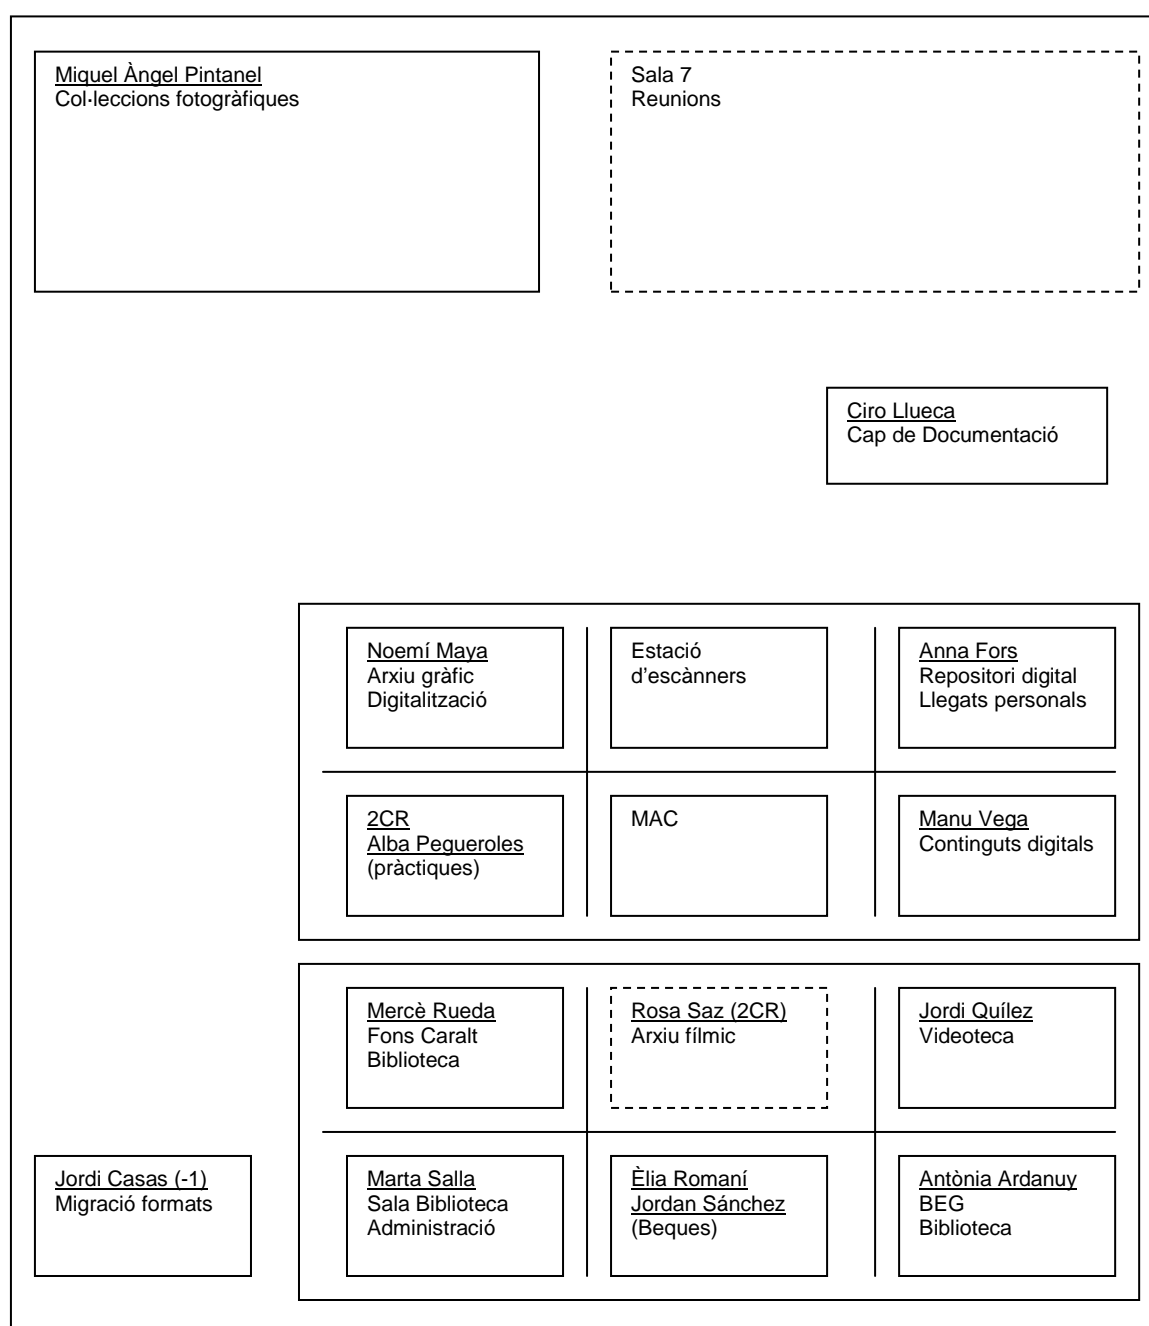 Miquel Àngel Pintanel
Col·leccions fotogràfiques
Sala 7
Reunions
Ciro Llueca
Cap de Documentació
Noemí Maya
Arxiu gràfic
Digitalització
Estació
d’escànners
Anna Fors
Repositori digital
Llegats personals
2CR
Alba Pegueroles
(pràctiques)
MAC
Manu Vega
Continguts digitals
Mercè Rueda
Fons Caralt
Biblioteca
Rosa Saz (2CR)
Arxiu fílmic
Jordi Quílez
Videoteca
Jordi Casas (-1)
Migració formats
Marta Salla
Sala Biblioteca
Administració
Èlia Romaní
Jordan Sánchez
(Beques)
Antònia Ardanuy
BEG
Biblioteca